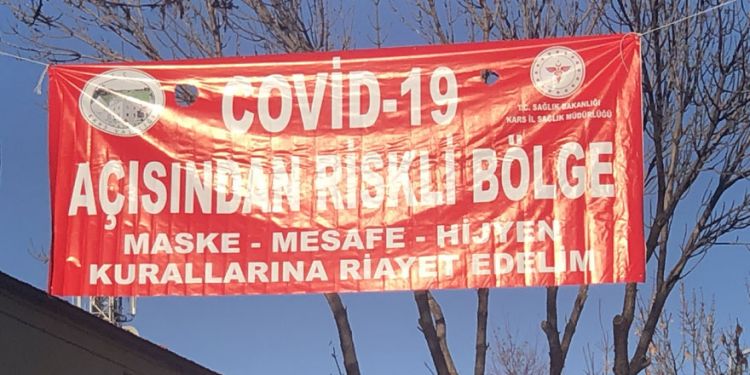 COVİD-19
T.C. SAĞLIK BAKANLIĞI
KARS İL SAĞLIK MÜDÜRLÜĞÜ
AÇISINDAN RİSKLİ BÖLGE
MASKE - MESAFE - HİJYEN
KURALLARINA RİAYET EDELİM